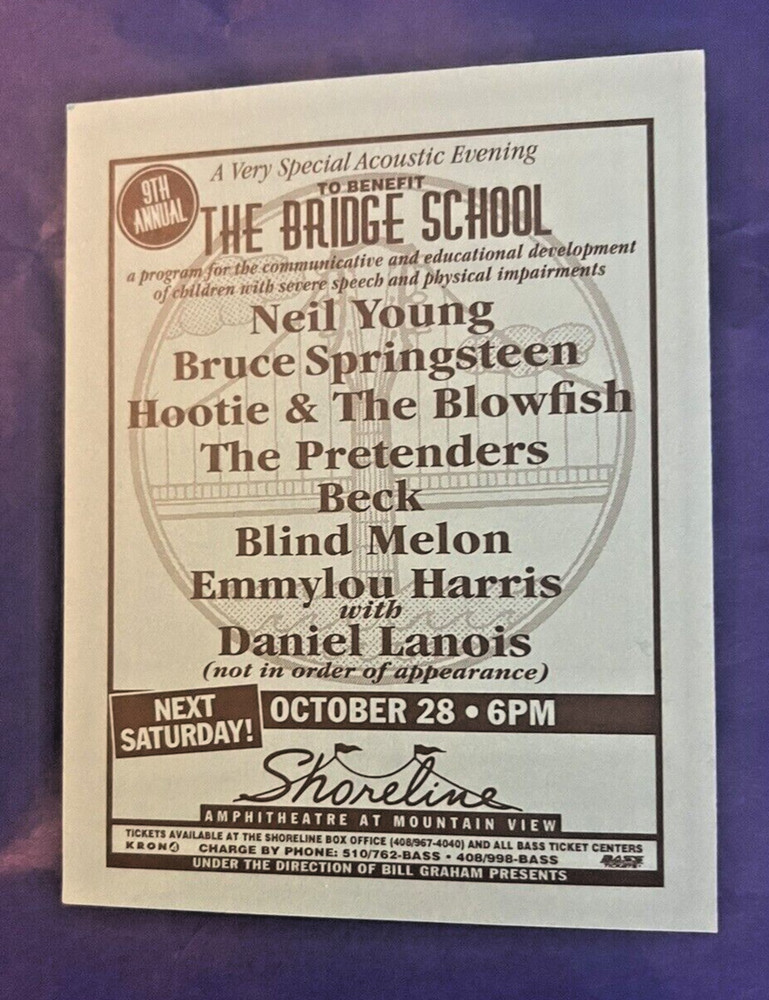 9TH
ANNUAL
A Very Special Acoustic Evening
TO BENEFIT
THE BRIDGE SCHOOL
a program for the communicative and educational development
of children with severe speech and physical impairments
Neil Young
Bruce Springsteen
Hootie & The Blowfish
The Pretenders
Beck
Blind Melon
Emmylou Harris
with
Daniel Lanois
(not in order of appearance)
NEXT
SATURDAY!
OCTOBER 28 • 6PM
Shoreline
AMPHITHEATRE AT MOUNTAIN VIEW
TICKETS AVAILABLE AT THE SHORELINE BOX OFFICE (408/967-4040) AND ALL BASS TICKET CENTERS
KRON 4 CHARGE BY PHONE: 510/762-BASS • 408/998-BASS
BASS
TICKETS
UNDER THE DIRECTION OF BILL GRAHAM PRESENTS